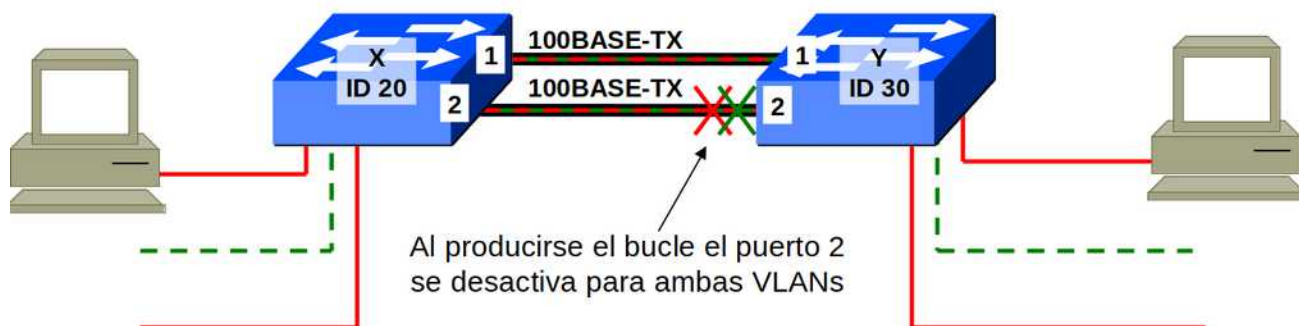 100BASE-TX
X
ID 20
1
2
100BASE-TX
1
2
Y
ID 30
Al producirse el bucle el puerto 2
se desactiva para ambas VLANs